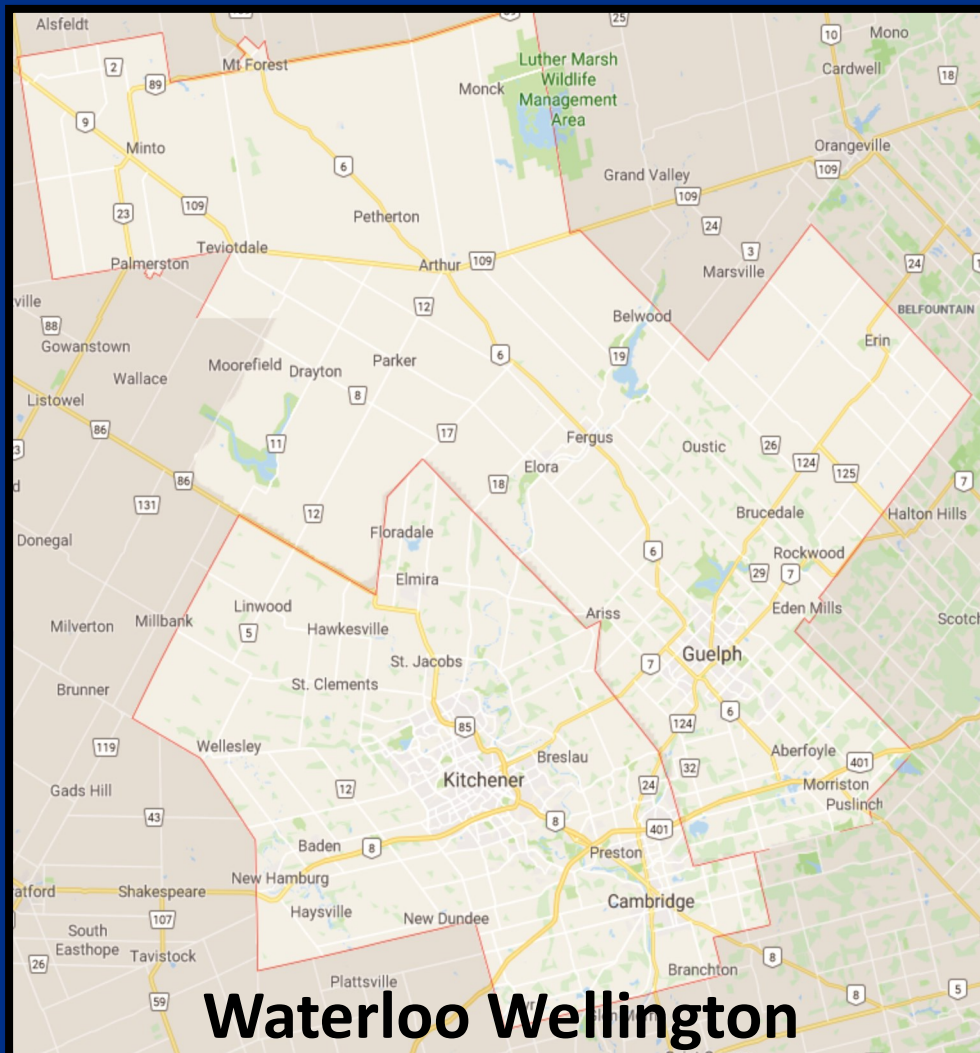 Alsfeldt
25
10
Mono
Mt Forest
2
89
Luther Marsh
Wildlife
Management
Area
Cardwell
18
Monck
9
Minto
6
Orangeville
109
Grand Valley
109
23
109
Petherton
24
Teviotdale
3
Palmerston
Arthur
109
Marsville
24
ville
88
12
Belwood
BELFOUNTAIN
Gowanstown
6
19
Erin
Moorefield
Drayton
Parker
Wallace
8
Listowel
86
11
17
Fergus
Oustic
26
Elora
124
125
86
18
7
131
12
Brucedale
Halton Hills
Donegal
Floradale
6
Rockwood
29
7
Elmira
Linwood
Ariss
Eden Mills
Milverton
Millbank
5
Hawkesville
Scotch
St. Jacobs
Guelph
7
Brunner
St. Clements
6
85
124
119
Wellesley
Breslau
Aberfoyle
401
32
Kitchener
24
Morriston
Gads Hill
12
Puslinch
43
8
401
Baden
8
Preston
New Hamburg
atford
Shakespeare
Cambridge
107
Haysville
New Dundee
South
Easthope
Tavistock
26
8
Branchton
Plattsville
59
8
5
Waterloo Wellington